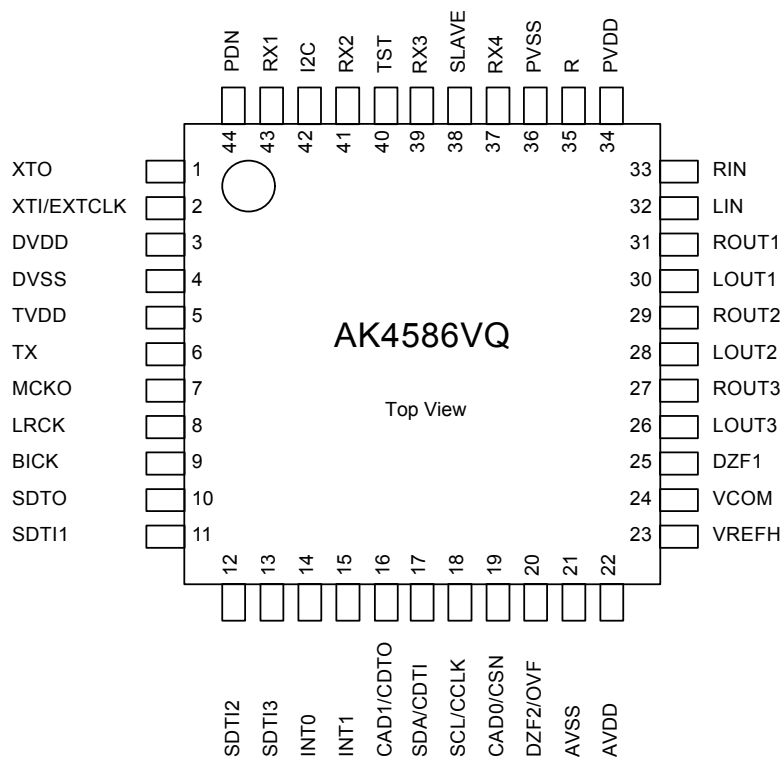 PDN
RX1
I2C
RX2
TST
RX3
SLAVE
RX4
PVSS
R
PVDD
44
43
42
41
40
39
38
37
36
35
34
XTO 1
XTI/EXTCLK 2
DVDD 3
DVSS 4
TVDD 5
TX 6
MCKO 7
LRCK 8
BICK 9
SDTO 10
SDTI1 11
AK4586VQ
Top View
33 RIN
32 LIN
31 ROUT1
30 LOUT1
29 ROUT2
28 LOUT2
27 ROUT3
26 LOUT3
25 DZF1
24 VCOM
23 VREFH
12
13
14
15
16
17
18
19
20
21
22
SDTI2
SDTI3
INT0
INT1
CAD1/CDTO
SDA/CDTI
SCL/CCLK
CAD0/CSN
DZF2/OVF
AVSS
AVDD